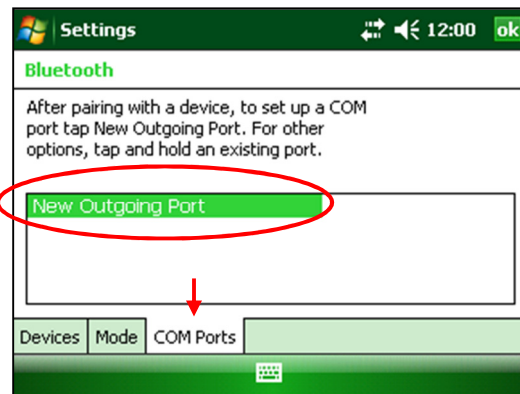 Settings 12:00 ok
Bluetooth
After pairing with a device, to set up a COM
port tap New Outgoing Port. For other
options, tap and hold an existing port.
New Outgoing Port
Devices Mode COM Ports